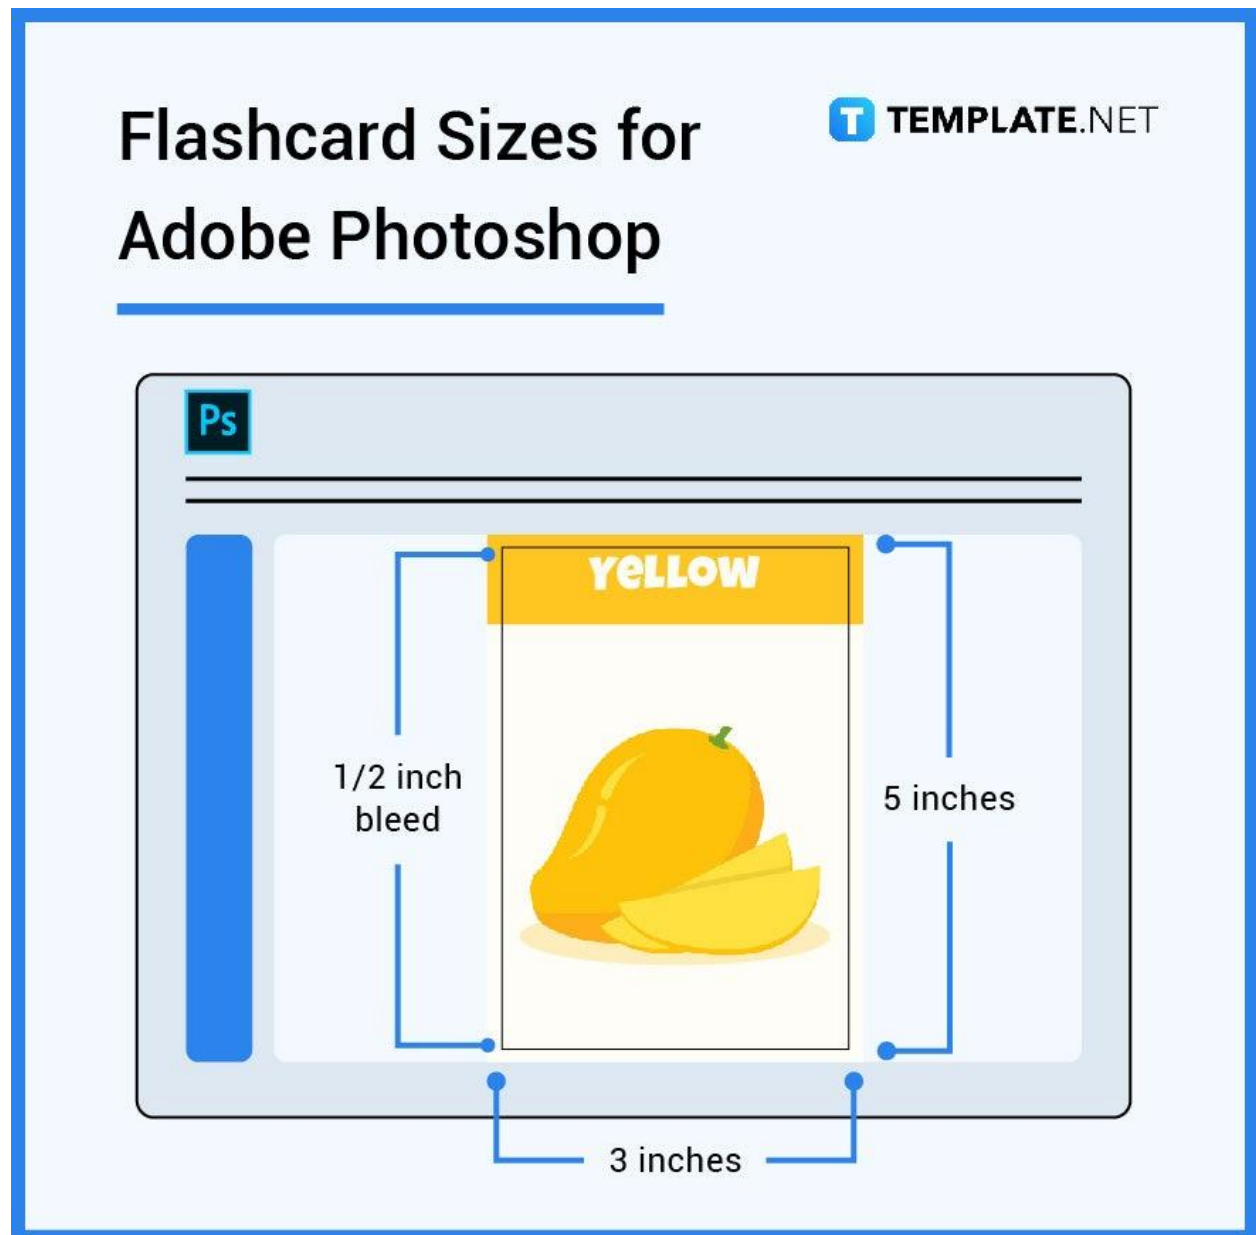 Flashcard Sizes for
Adobe Photoshop
T TEMPLATE.NET
Ps
YeLLOW
1/2 inch
bleed
5 inches
3 inches